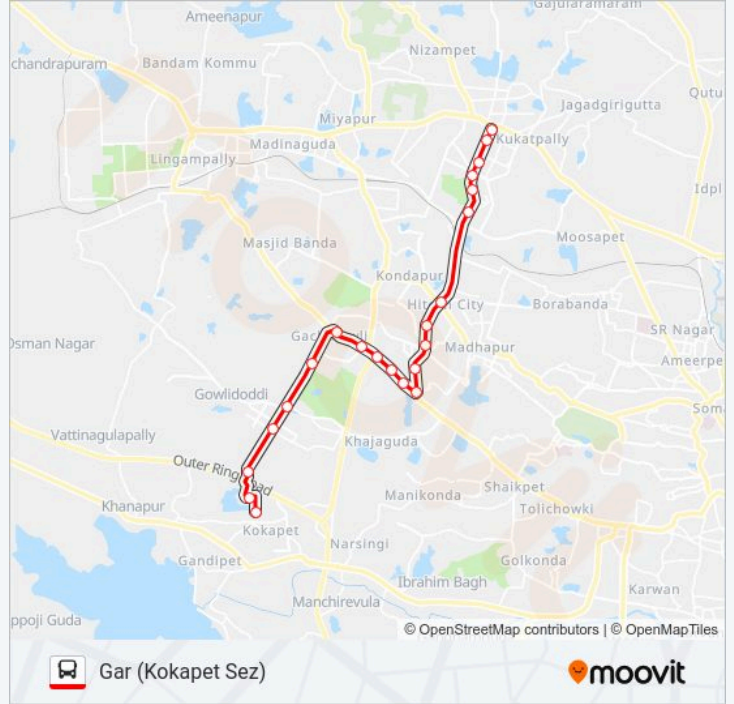 Ameenapur
Gajularamaram
Nizampet
chandrapuram
Bandam Kommu
Qutu
Jagadgirigutta
Miyapur
Kukatpally
Madinaguda
Lingampally
Idpl
Moosapet
Masjid Banda
Kondapur
Borabanda
SR Nagar
Osman Nagar
Madhapur
Ameerpe
Gowlidoddi
Som
Vattinagulapally
Khajaguda
Outer Ring
Shaikpet
Manikonda
Khanapur
Tolichowki
Kokapet
Narsingi
Gandipet
Golkonda
Ibrahim Bagh
Karwan
Manchirevula
ppoji Guda
© OpenStreetMap contributors | © OpenMapTiles
Gar (Kokapet Sez)
moovit